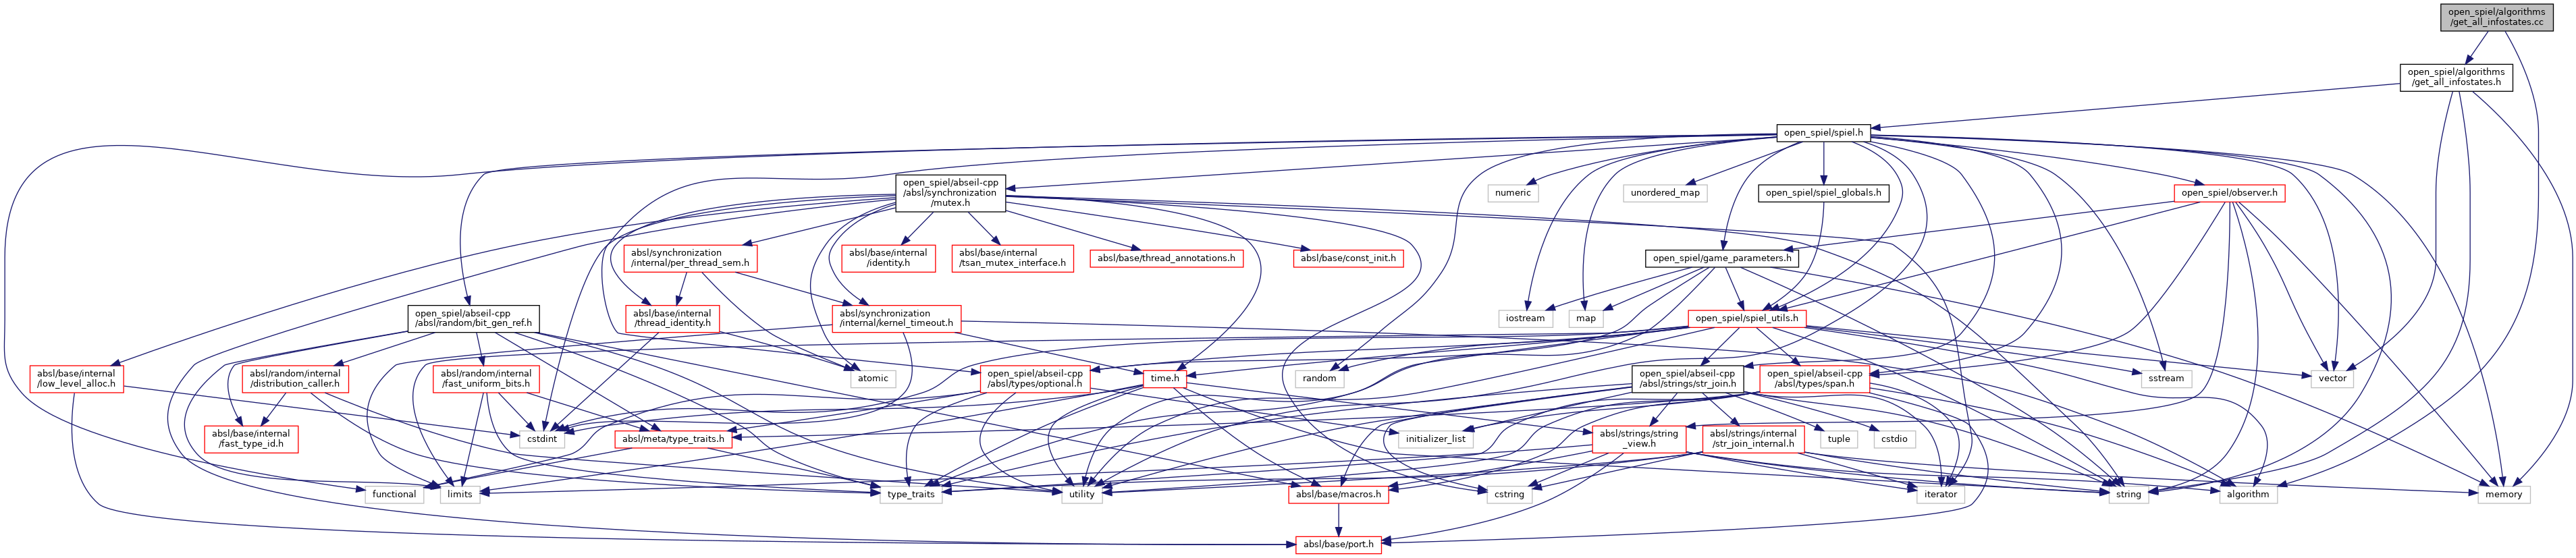 open_spiel/algorithms
/get_all_infostates.cc
open_spiel/algorithms
/get_all_infostates.h
open_spiel/spiel.h
open_spiel/abseil-cpp
/absl/synchronization
/mutex.h
numeric
unordered_map
open_spiel/spiel_globals.h
open_spiel/observer.h
absl/synchronization
/internal/per_thread_sem.h
absl/base/internal
/identity.h
absl/base/internal
/tsan_mutex_interface.h
absl/base/thread_annotations.h
absl/base/const_init.h
open_spiel/game_parameters.h
open_spiel/abseil-cpp
/absl/random/bit_gen_ref.h
absl/base/internal
/thread_identity.h
absl/synchronization
/internal/kernel_timeout.h
iostream
map
open_spiel/spiel_utils.h
absl/base/internal
/low_level_alloc.h
absl/random/internal
/distribution_caller.h
absl/random/internal
/fast_uniform_bits.h
atomic
open_spiel/abseil-cpp
/absl/types/optional.h
time.h
random
open_spiel/abseil-cpp
/absl/strings/str_join.h
open_spiel/abseil-cpp
/absl/types/span.h
sstream
vector
absl/base/internal
/fast_type_id.h
cstdint
absl/meta/type_traits.h
initializer_list
absl/strings/string
_view.h
absl/strings/internal
/str_join_internal.h
tuple
cstdio
functional
limits
type_traits
utility
absl/base/macros.h
cstring
iterator
string
algorithm
memory
absl/base/port.h